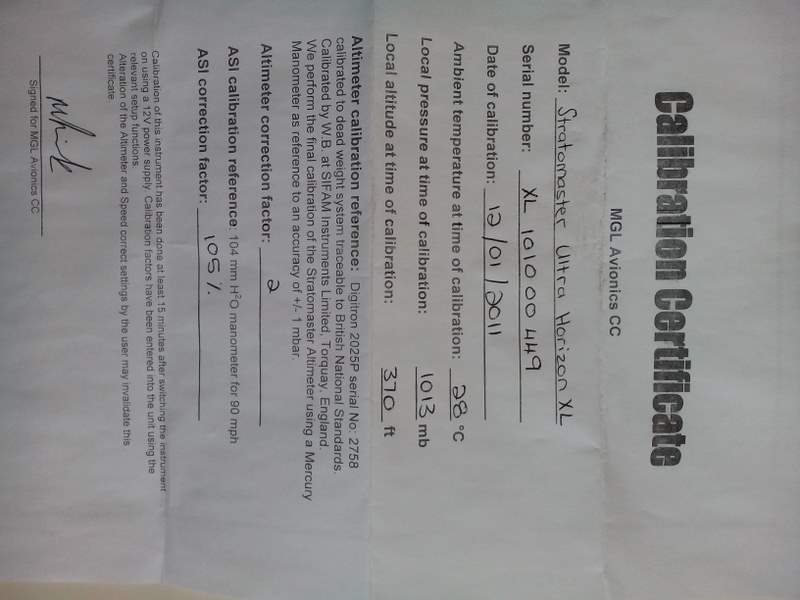 Calibration Certificate
MGL Avionics CC
Model: Stratomaster Ultra Horizon XL
Serial number: XL 10100 0449
Date of calibration: 12/01/2011
Ambient temperature at time of calibration: 28 °C
Local pressure at time of calibration: 1013 mb
Local altitude at time of calibration: 370 ft
Altimeter calibration reference: Digitron 2025P serial No: 2758
calibrated to dead weight system traceable to British National Standards.
Calibrated by W.B. at SIFAM Instruments Limited, Torquay, England.
We perform the final calibration of the Stratomaster Altimeter using a Mercury
Manometer as reference to an accuracy of +/- 1 mbar.
Altimeter correction factor: 2
ASI calibration reference: 104 mm H²O manometer for 90 mph
ASI correction factor: 105%
Calibration of this instrument has been done at least 15 minutes after switching the instrument
on using a 12V power supply. Calibration factors have been entered into the unit using the
relevant setup functions.
Alteration of the Altimeter and Speed correct settings by the user may invalidate this
certificate.
Signed for MGL Avionics CC